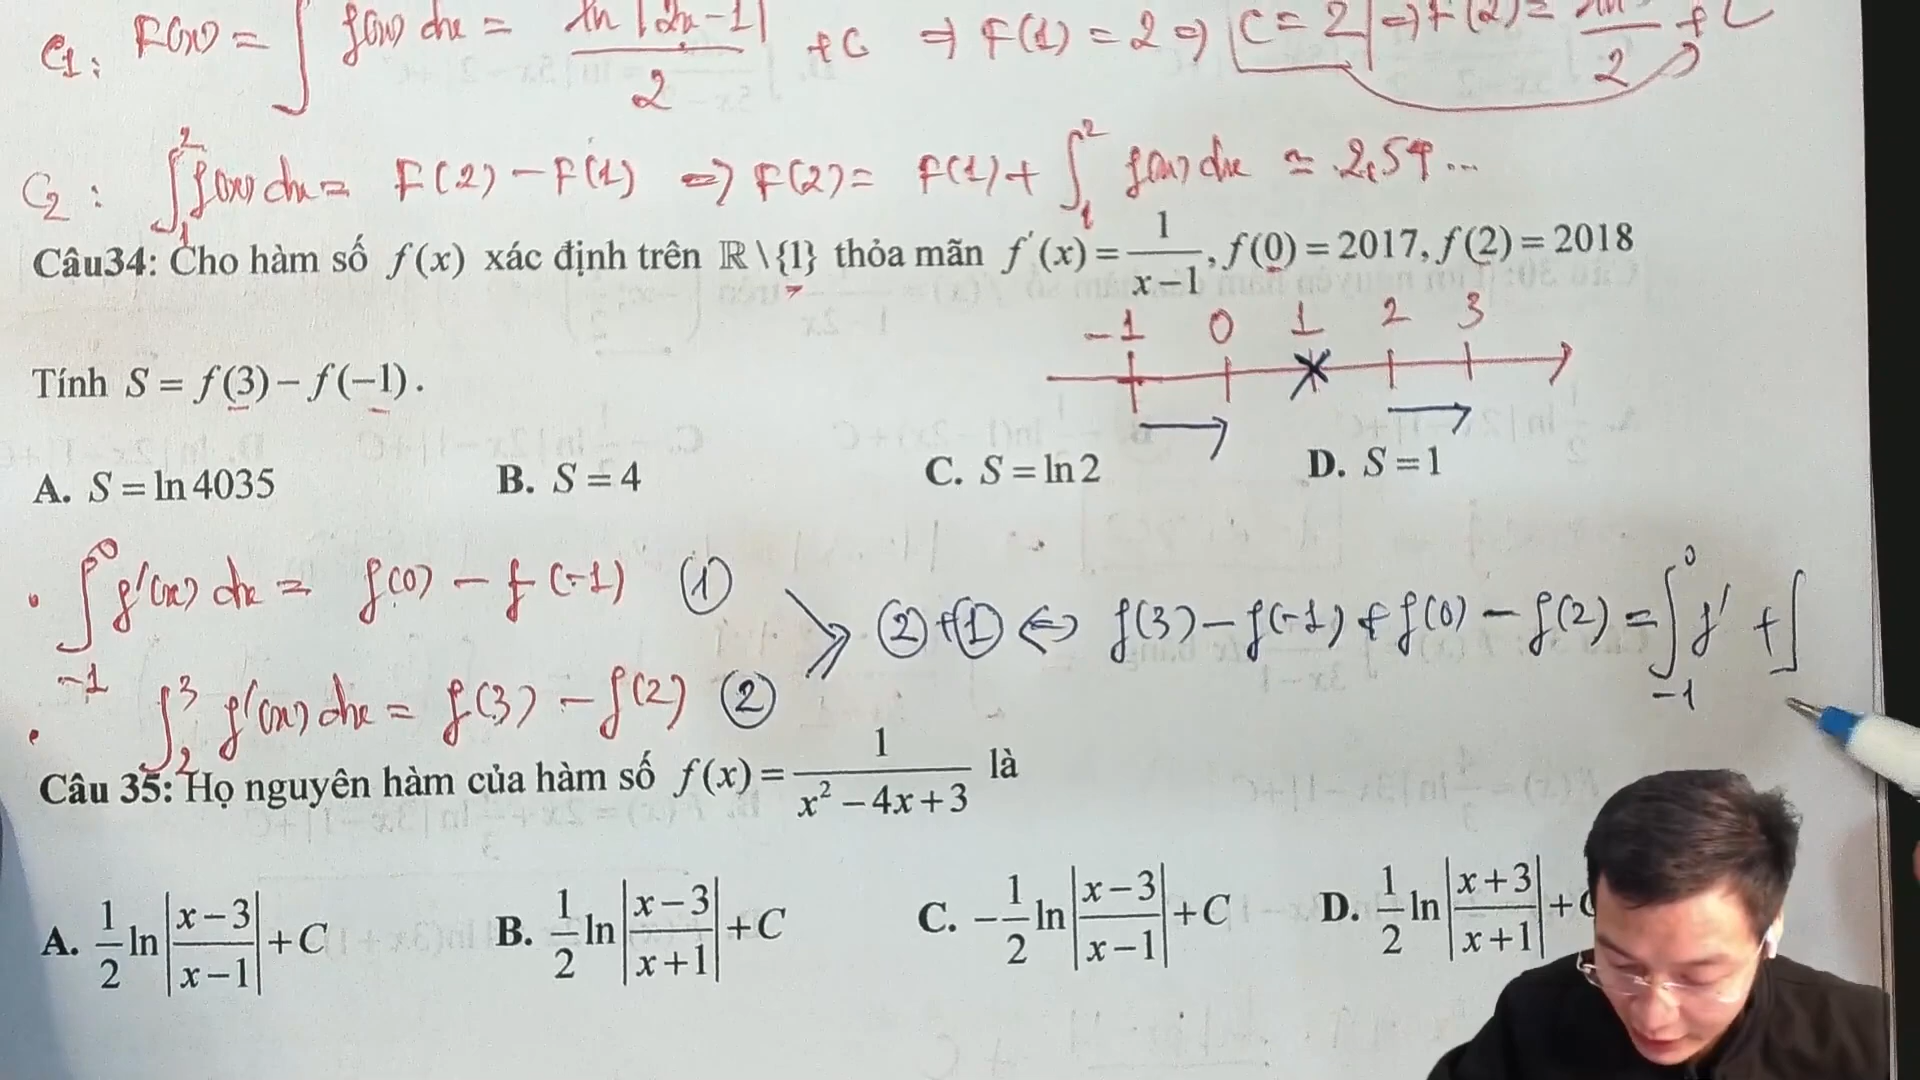 C1: F(x) = ∫ f(x) dx = ln|2x-1| / 2 + C ⇒ F(1) = 2 ⇒ C = 2 ⇒ F(2) = / 2 + C
C2: ∫₁² f(x) dx = F(2) - F(1) ⇒ F(2) = F(1) + ∫₁² f(x) dx ≃ 2,54...
Câu34: Cho hàm số f(x) xác định trên ℝ\{1} thỏa mãn f'(x) = 1/(x-1), f(0) = 2017, f(2) = 2018
-1 0 1 2 3
Tính S = f(3) - f(-1).
A. S = ln 4035 B. S = 4 C. S = ln 2 D. S = 1
• ∫₋₁⁰ f'(x) dx = f(0) - f(-1) ①
② + ① ⇔ f(3) - f(-1) + f(0) - f(2) = ∫₋₁⁰ f' + ∫
• ∫₂³ f'(x) dx = f(3) - f(2) ②
Câu 35: Họ nguyên hàm của hàm số f(x) = 1/(x² - 4x + 3) là
A. 1/2 ln|(x-3)/(x-1)| + C B. 1/2 ln|(x-3)/(x+1)| + C C. -1/2 ln|(x-3)/(x-1)| + C D. 1/2 ln|(x+3)/(x+1)| + C